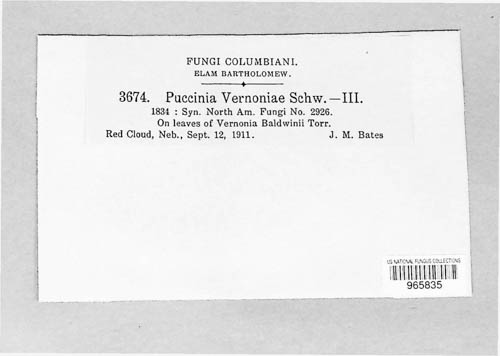 FUNGI COLUMBIANI.
ELAM BARTHOLOMEW.
3674. Puccinia Vernoniae Schw.—III.
1834 : Syn. North Am. Fungi No. 2926.
On leaves of Vernonia Baldwinii Torr.
Red Cloud, Neb., Sept. 12, 1911. J. M. Bates
US NATIONAL FUNGUS COLLECTIONS
965835